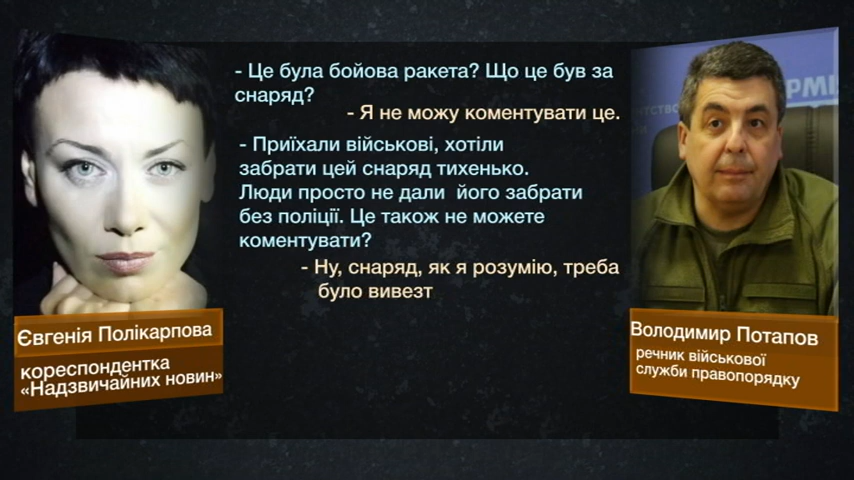 - Це була бойова ракета? Що це був за
снаряд?
- Я не можу коментувати це.
- Приїхали військові, хотіли
забрати цей снаряд тихенько.
Люди просто не дали його забрати
без поліції. Це також не можете
коментувати?
- Ну, снаряд, як я розумію, треба
було вивезт
Євгенія Полікарпова
кореспондентка
«Надзвичайних новин»
Володимир Потапов
речник військової
служби правопорядку